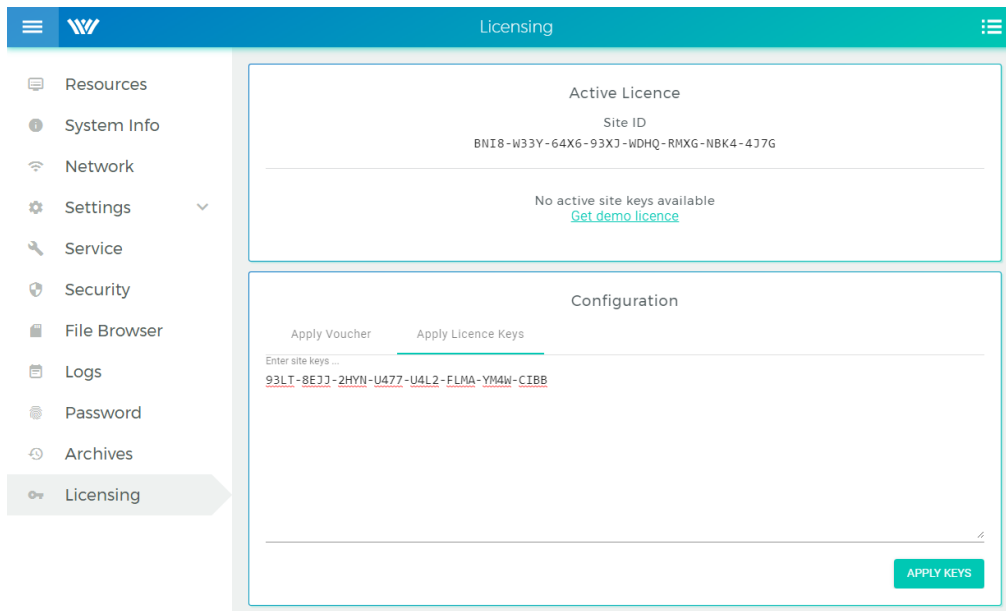 Licensing
Resources
System Info
Network
Settings
Service
Security
File Browser
Logs
Password
Archives
Licensing
Active Licence
Site ID
BNI8-W33Y-64X6-93XJ-WDHQ-RMXG-NBK4-4J7G
No active site keys available
Get demo licence
Configuration
Apply Voucher
Apply Licence Keys
Enter site keys ...
93LT-8EJJ-2HYN-U477-U4L2-FLMA-YM4W-CIBB
APPLY KEYS